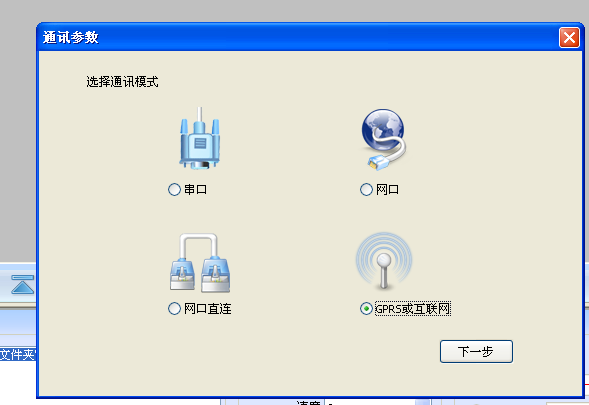 通讯参数
选择通讯模式
串口
网口
网口直连
GPRS或互联网
下一步
文件夹